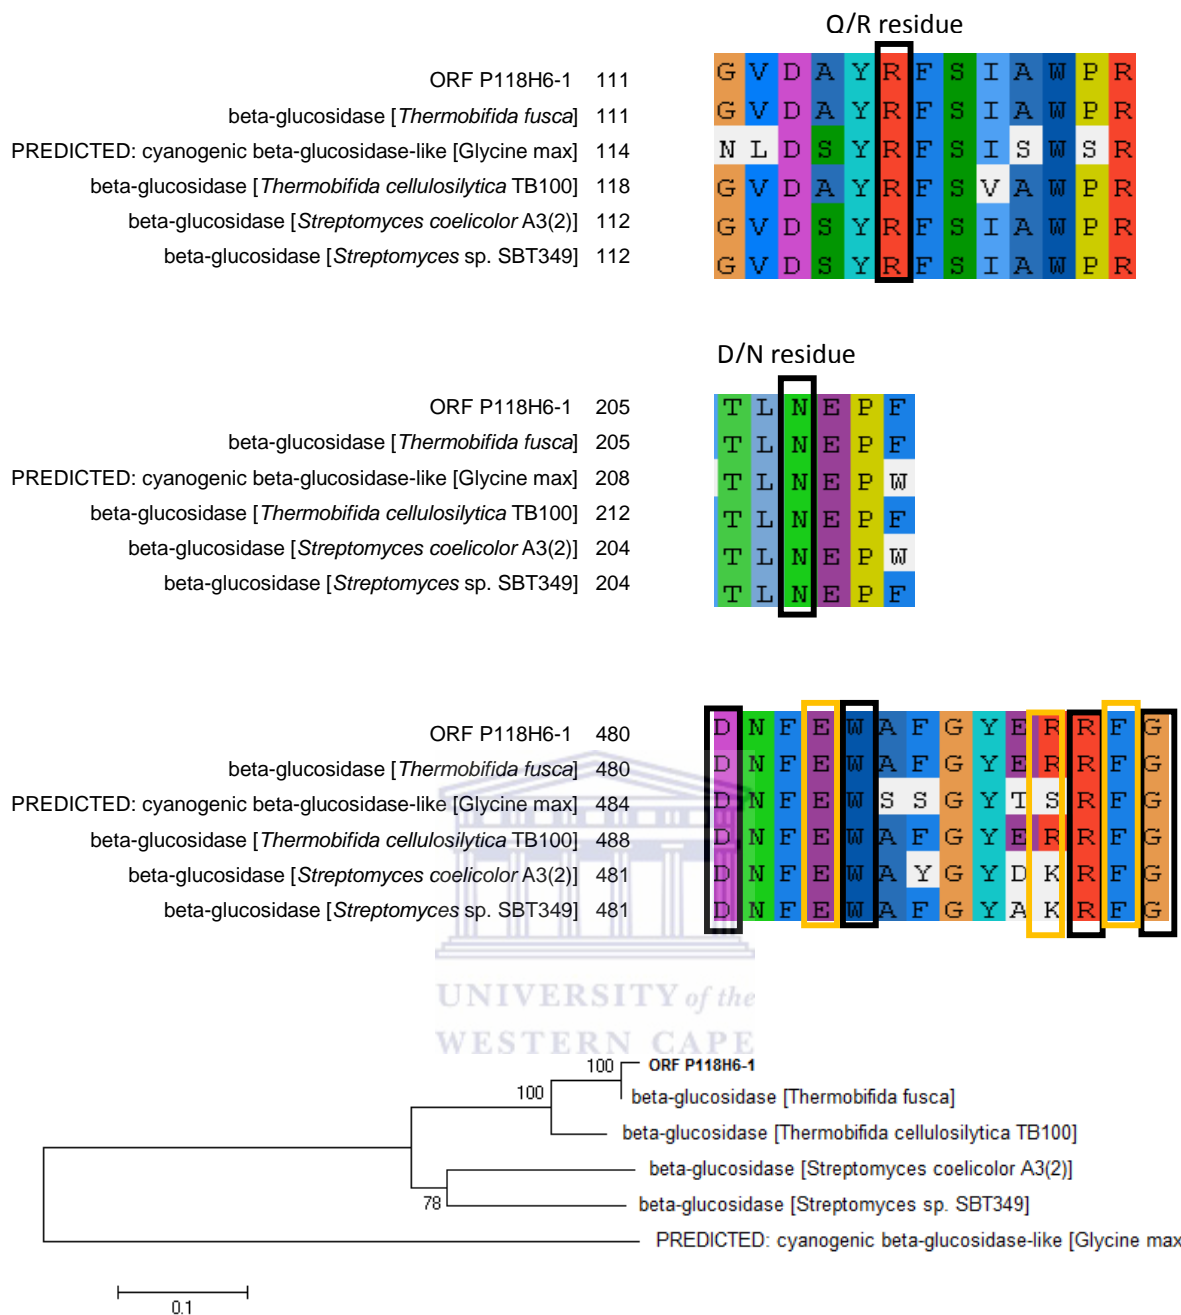 Q/R residue
ORF P118H6-1 111 G V D A Y R F S I A W P R
beta-glucosidase [Thermobifida fusca] 111 G V D A Y R F S I A W P R
PREDICTED: cyanogenic beta-glucosidase-like [Glycine max] 114 N L D S Y R F S I S W S R
beta-glucosidase [Thermobifida cellulosilytica TB100] 118 G V D A Y R F S V A W P R
beta-glucosidase [Streptomyces coelicolor A3(2)] 112 G V D S Y R F S I A W P R
beta-glucosidase [Streptomyces sp. SBT349] 112 G V D S Y R F S I A W P R
D/N residue
ORF P118H6-1 205 T L N E P F
beta-glucosidase [Thermobifida fusca] 205 T L N E P F
PREDICTED: cyanogenic beta-glucosidase-like [Glycine max] 208 T L N E P W
beta-glucosidase [Thermobifida cellulosilytica TB100] 212 T L N E P F
beta-glucosidase [Streptomyces coelicolor A3(2)] 204 T L N E P W
beta-glucosidase [Streptomyces sp. SBT349] 204 T L N E P F
ORF P118H6-1 480 D N F E W A F G Y E R R F G
beta-glucosidase [Thermobifida fusca] 480 D N F E W A F G Y E R R F G
PREDICTED: cyanogenic beta-glucosidase-like [Glycine max] 484 D N F E W S S G Y T S R F G
beta-glucosidase [Thermobifida cellulosilytica TB100] 488 D N F E W A F G Y E R R F G
beta-glucosidase [Streptomyces coelicolor A3(2)] 481 D N F E W A Y G Y D K R F G
beta-glucosidase [Streptomyces sp. SBT349] 481 D N F E W A F G Y A K R F G
UNIVERSITY of the
WESTERN CAPE
100 ORF P118H6-1
100 beta-glucosidase [Thermobifida fusca]
beta-glucosidase [Thermobifida cellulosilytica TB100]
beta-glucosidase [Streptomyces coelicolor A3(2)]
78 beta-glucosidase [Streptomyces sp. SBT349]
PREDICTED: cyanogenic beta-glucosidase-like [Glycine max
0.1